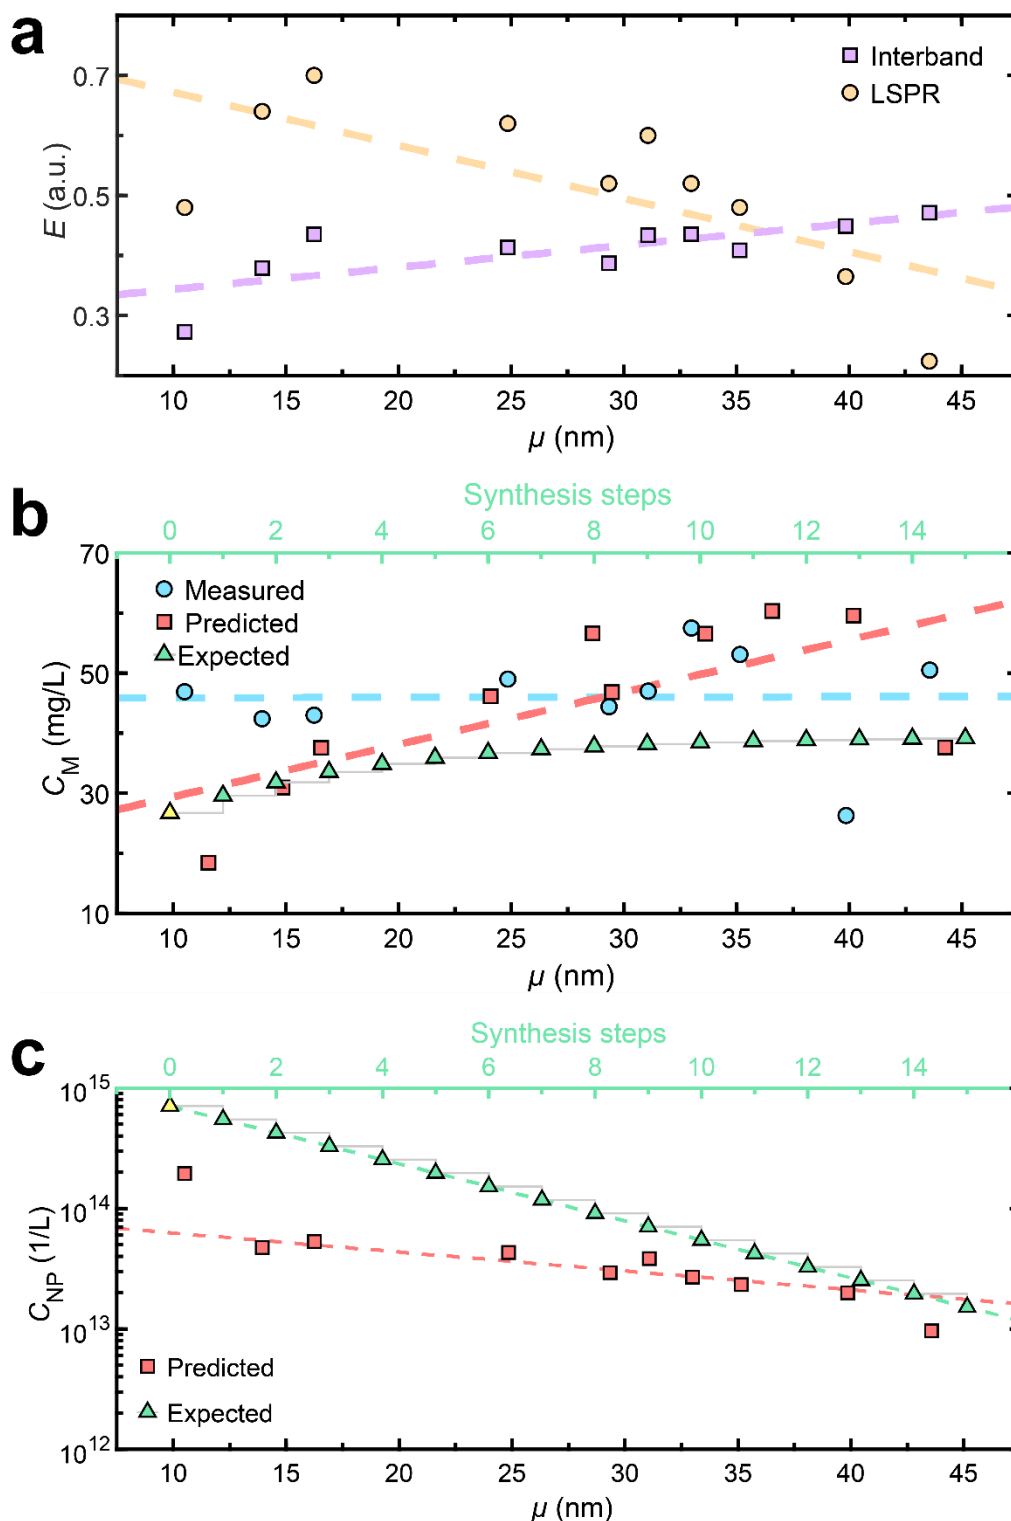 a
Interband
LSPR
0.7
0.5
0.3
E (a.u.)
10 15 20 25 30 35 40 45
μ (nm)
b
Synthesis steps
0 2 4 6 8 10 12 14
Measured
Predicted
Expected
70
50
30
10
C_M (mg/L)
10 15 20 25 30 35 40 45
μ (nm)
c
Synthesis steps
0 2 4 6 8 10 12 14
10^15
10^14
10^13
10^12
C_NP (1/L)
Predicted
Expected
10 15 20 25 30 35 40 45
μ (nm)